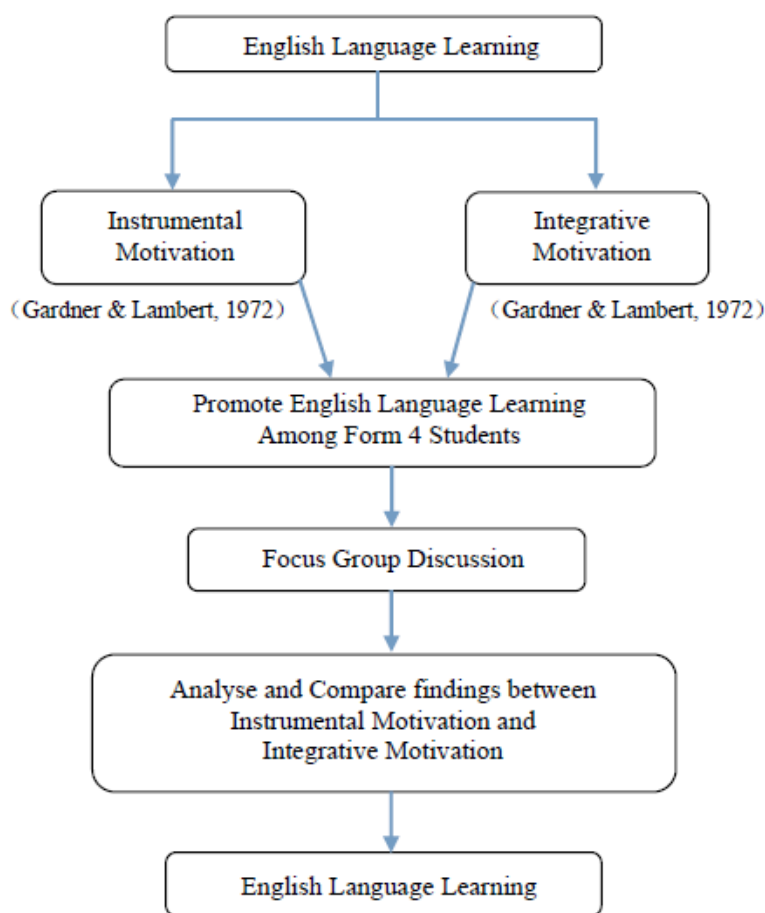 English Language Learning
Instrumental
Motivation
Integrative
Motivation
（Gardner & Lambert, 1972）
（Gardner & Lambert, 1972）
Promote English Language Learning
Among Form 4 Students
Focus Group Discussion
Analyse and Compare findings between
Instrumental Motivation and
Integrative Motivation
English Language Learning